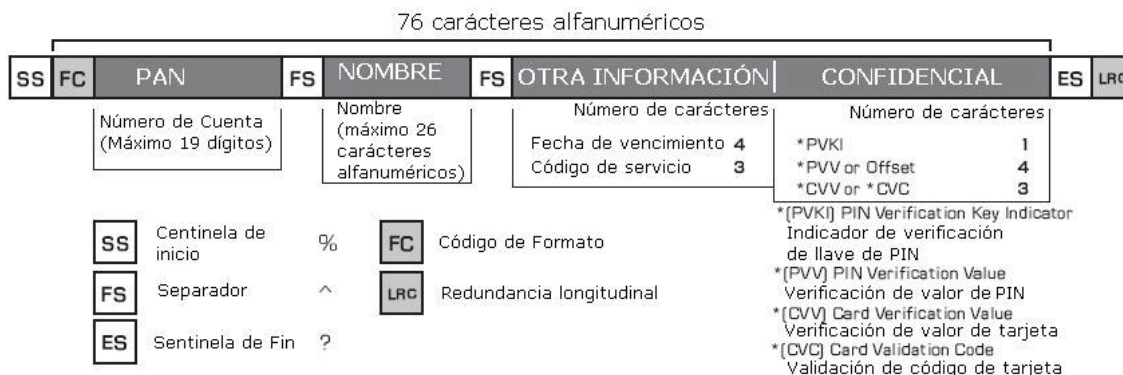 76 carácteres alfanuméricos
SS FC PAN FS NOMBRE FS OTRA INFORMACIÓN CONFIDENCIAL ES LRC
Número de Cuenta
(Máximo 19 dígitos)
Nombre
(máximo 26
carácteres
alfanuméricos)
Número de carácteres
Fecha de vencimiento 4
Código de servicio 3
Número de carácteres
*PVKI 1
*PVV or Offset 4
*CVV or *CVC 3
SS Centinela de
inicio %
FS Separador ^
ES Sentinela de Fin ?
FC Código de Formato
LRC Redundancia longitudinal
*(PVKI) PIN Verification Key Indicator
Indicador de verificación
de llave de PIN
*(PVV) PIN Verification Value
Verificación de valor de PIN
*(CVV) Card Verification Value
Verificación de valor de tarjeta
*(CVC) Card Validation Code
Validación de código de tarjeta